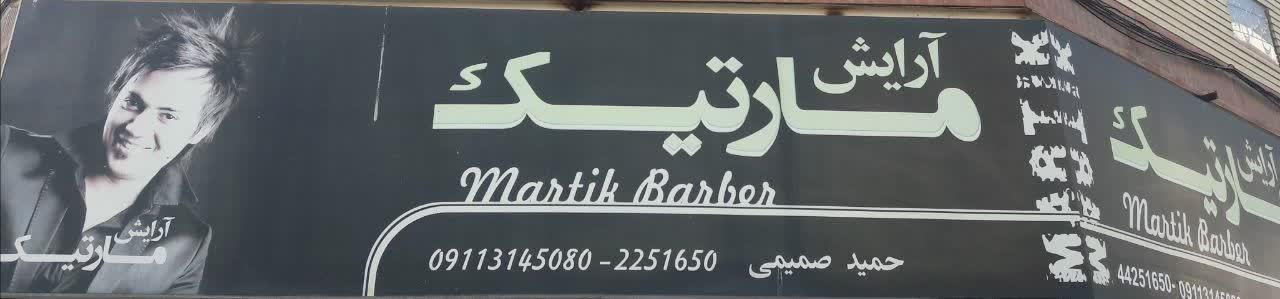 آرایش
مارتیک
Martik Barber
09113145080 - 2251650 حمید صمیمی
آرایش
مارتیک
آرایش
مارتیک
Martik Barber
44251650-